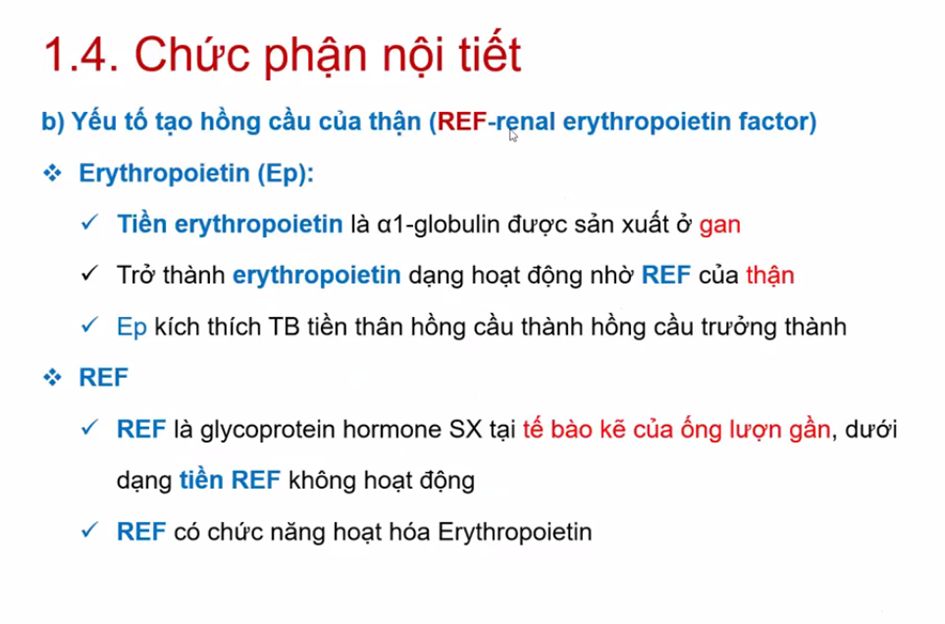 1.4. Chức phận nội tiết
b) Yếu tố tạo hồng cầu của thận (REF-renal erythropoietin factor)
❖ Erythropoietin (Ep):
✓ Tiền erythropoietin là α1-globulin được sản xuất ở gan
✓ Trở thành erythropoietin dạng hoạt động nhờ REF của thận
✓ Ep kích thích TB tiền thân hồng cầu thành hồng cầu trưởng thành
❖ REF
✓ REF là glycoprotein hormone SX tại tế bào kẽ của ống lượn gần, dưới
dạng tiền REF không hoạt động
✓ REF có chức năng hoạt hóa Erythropoietin